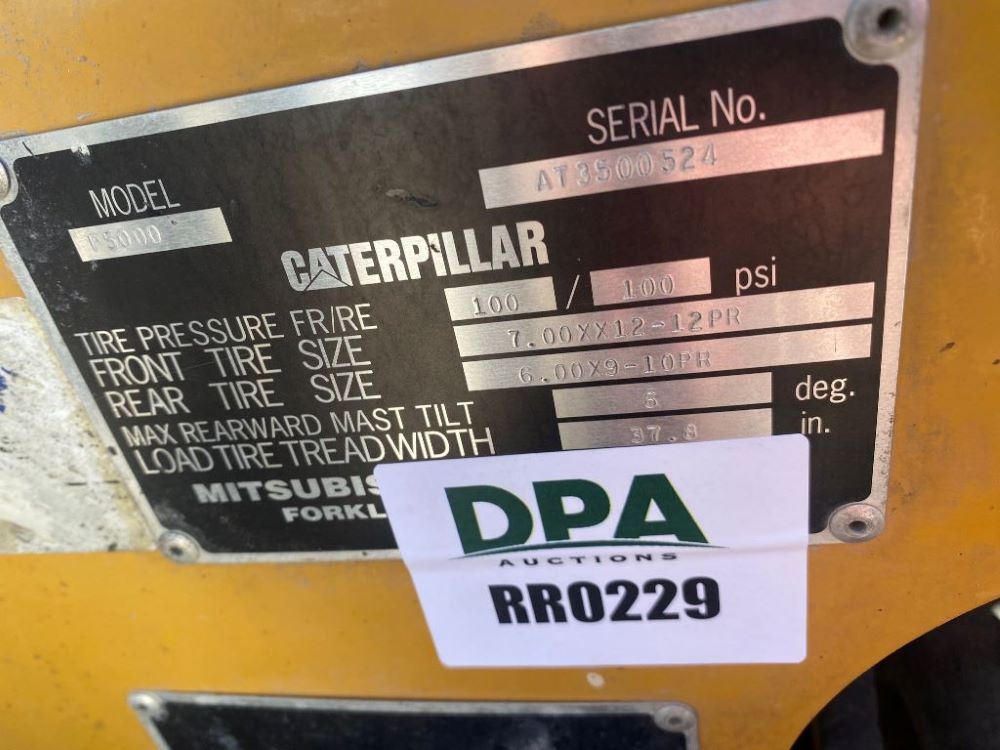 SERIAL No.
AT3500524
MODEL
P5000
CATERPILLAR
TIRE PRESSURE FR/RE 100 / 100 psi
FRONT TIRE SIZE 7.00XX12-12PR
REAR TIRE SIZE 6.00X9-10PR
MAX REARWARD MAST TILT 6 deg.
LOAD TIRE TREAD WIDTH 37.8 in.
MITSUBIS
FORKL
DPA
AUCTIONS
RR0229